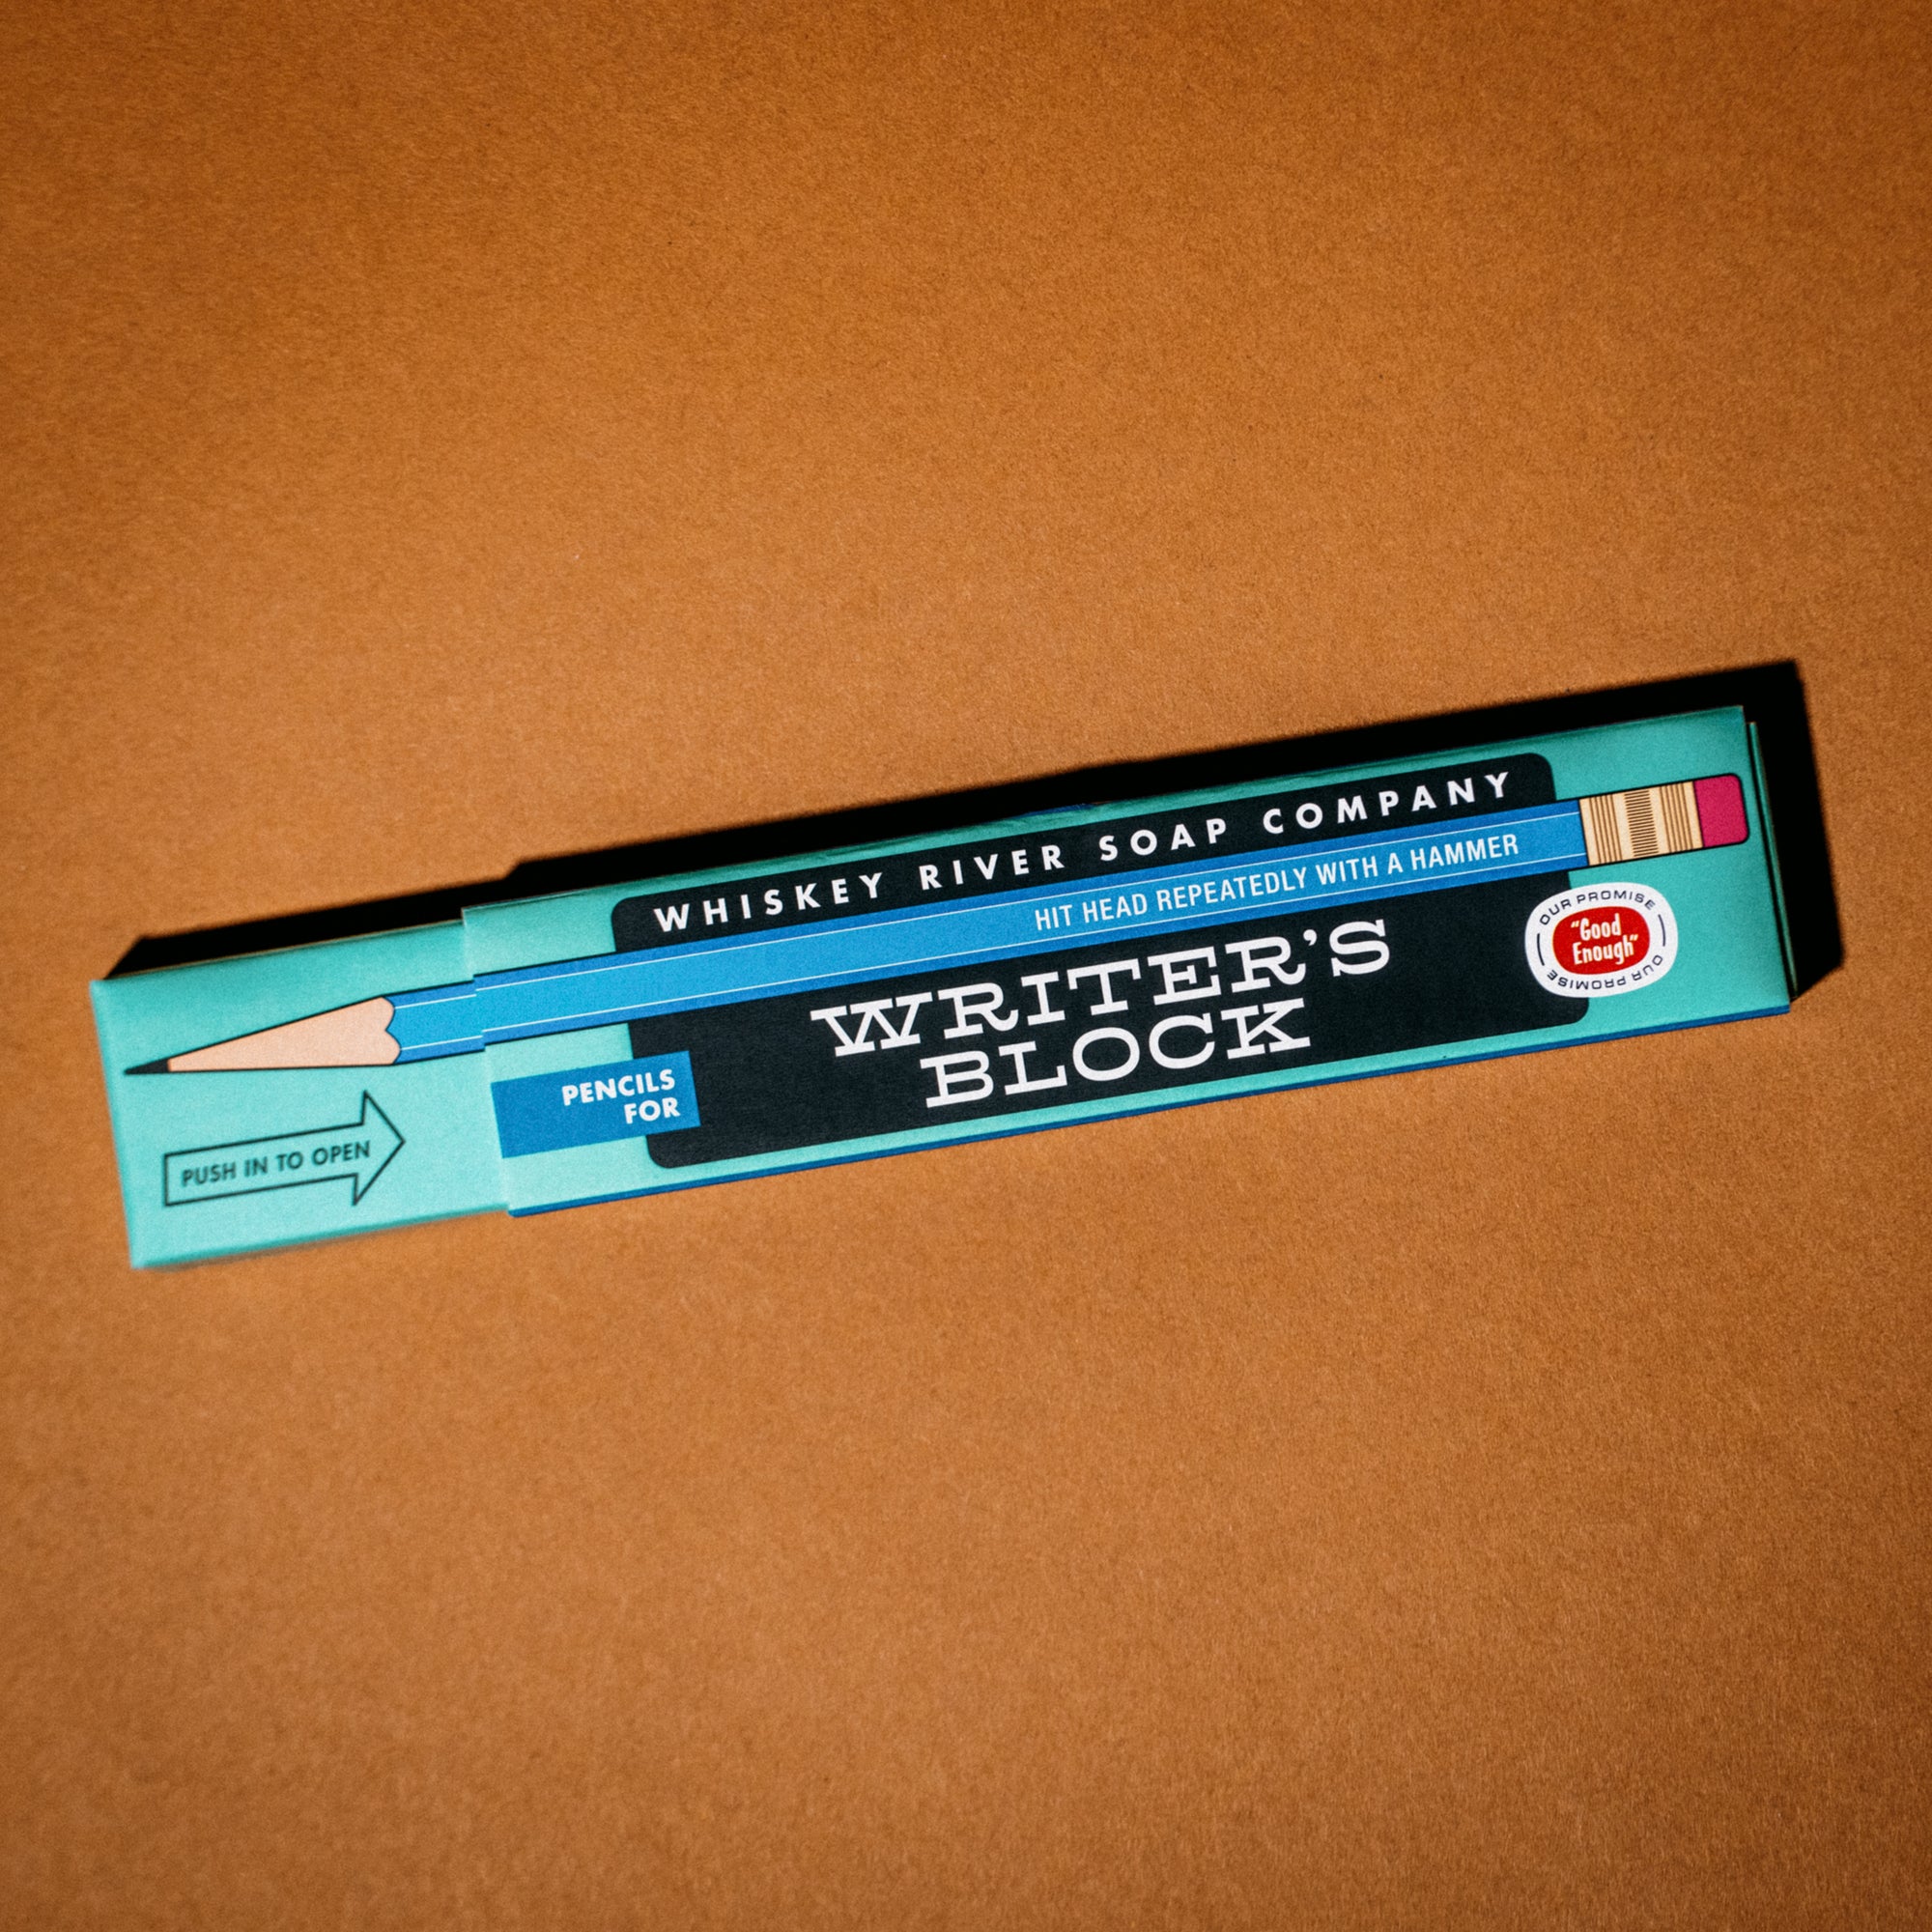 WHISKEY RIVER SOAP COMPANY
HIT HEAD REPEATEDLY WITH A HAMMER
PENCILS
FOR
WRITER'S
BLOCK
OUR PROMISE
"Good
Enough"
OUR PROMISE
PUSH IN TO OPEN